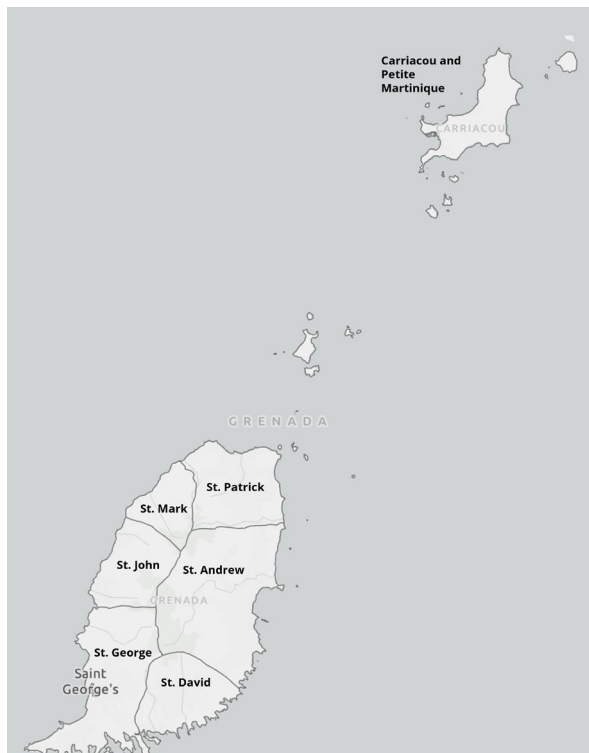 Carriacou and
Petite
Martinique
CARRIACOU
GRENADA
St. Patrick
St. Mark
St. John
St. Andrew
GRENADA
St. George
Saint
George's
St. David